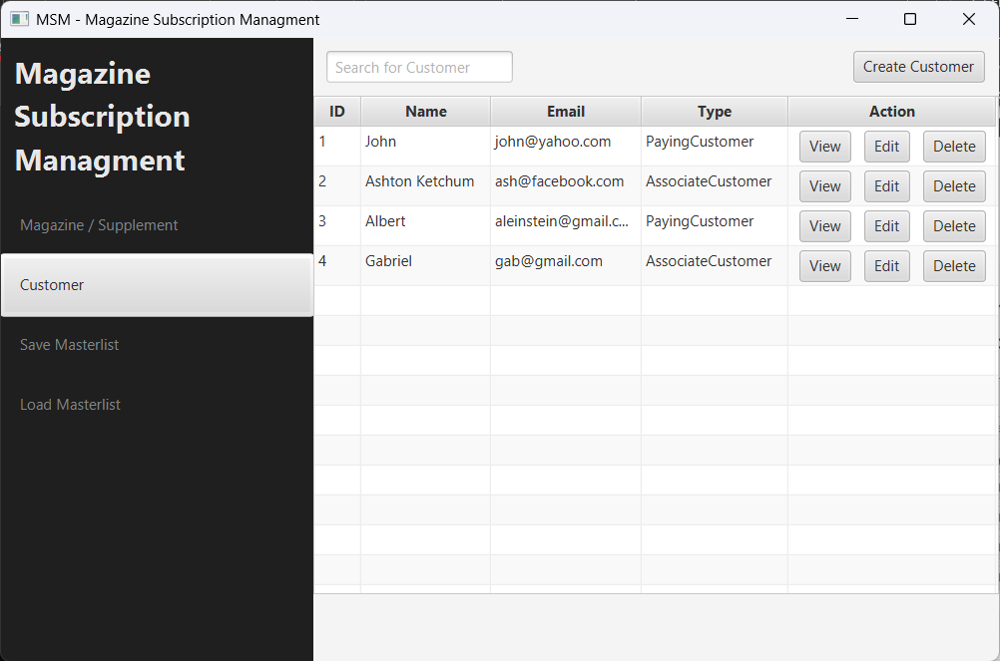 MSM - Magazine Subscription Managment
Magazine
Subscription
Managment
Magazine / Supplement
Customer
Save Masterlist
Load Masterlist
Search for Customer
Create Customer
ID Name Email Type Action
1 John john@yahoo.com PayingCustomer View Edit Delete
2 Ashton Ketchum ash@facebook.com AssociateCustomer View Edit Delete
3 Albert aleinstein@gmail.c... PayingCustomer View Edit Delete
4 Gabriel gab@gmail.com AssociateCustomer View Edit Delete